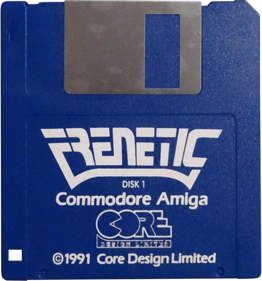 FRENETIC
DISK 1
Commodore Amiga
CORE
DESIGN LIMITED
©1991 Core Design Limited